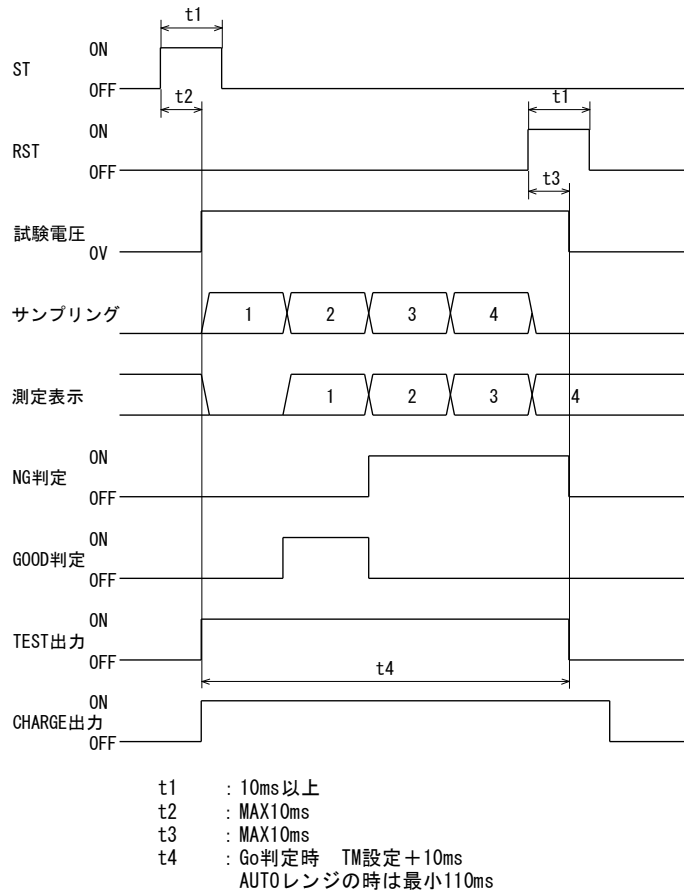 t1
ON
ST
OFF
t2
t1
ON
RST
OFF
t3
試験電圧
0V
サンプリング
1
2
3
4
測定表示
1
2
3
4
ON
NG判定
OFF
ON
GOOD判定
OFF
ON
TEST出力
OFF
t4
ON
CHARGE出力
OFF
t1 : 10ms以上
t2 : MAX10ms
t3 : MAX10ms
t4 : Go判定時 TM設定+10ms
AUTOレンジの時は最小110ms